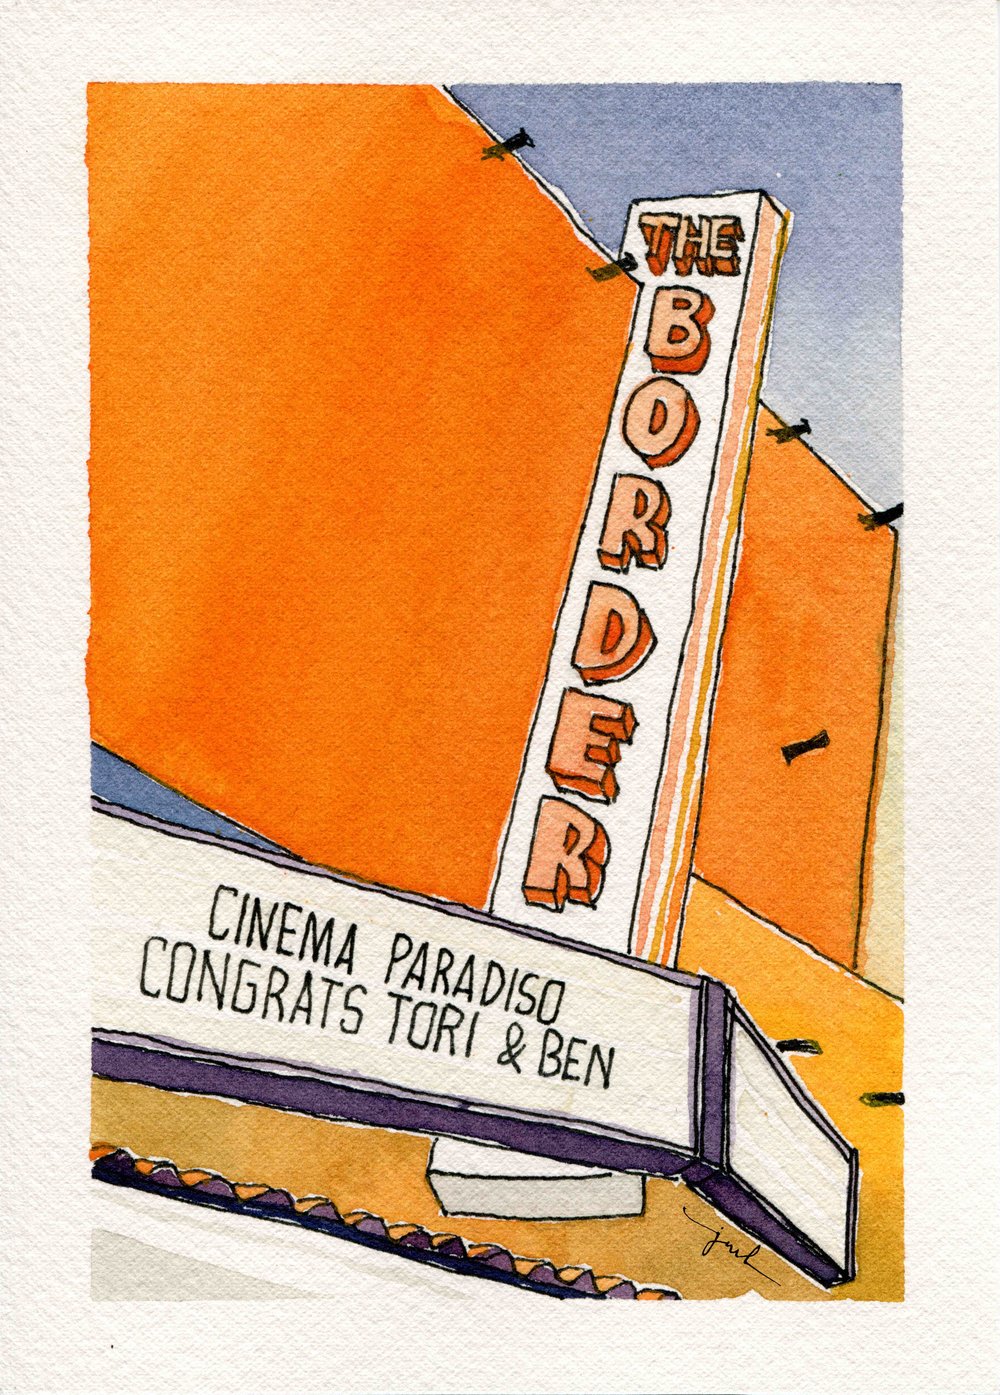 THE
BORDER
CINEMA PARADISO
CONGRATS TORI & BEN